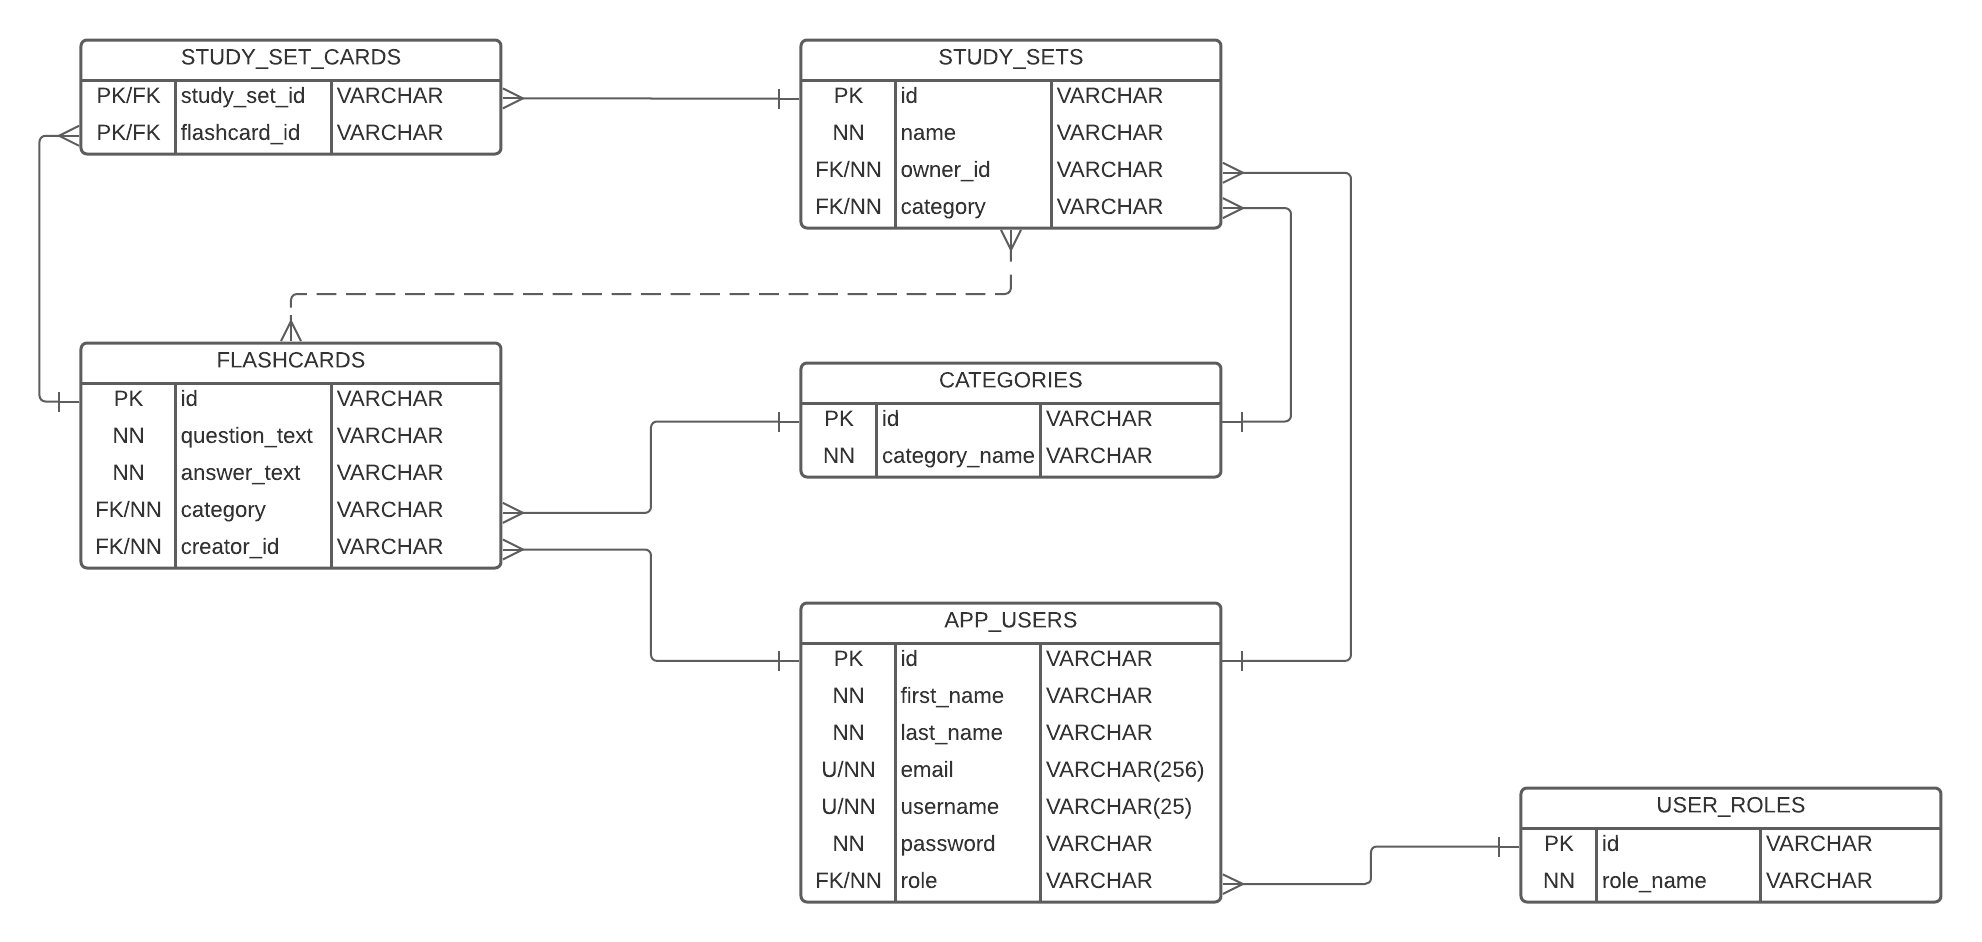 STUDY_SET_CARDS
PK/FK study_set_id VARCHAR
PK/FK flashcard_id VARCHAR
STUDY_SETS
PK id VARCHAR
NN name VARCHAR
FK/NN owner_id VARCHAR
FK/NN category VARCHAR
FLASHCARDS
PK id VARCHAR
NN question_text VARCHAR
NN answer_text VARCHAR
FK/NN category VARCHAR
FK/NN creator_id VARCHAR
CATEGORIES
PK id VARCHAR
NN category_name VARCHAR
APP_USERS
PK id VARCHAR
NN first_name VARCHAR
NN last_name VARCHAR
U/NN email VARCHAR(256)
U/NN username VARCHAR(25)
NN password VARCHAR
FK/NN role VARCHAR
USER_ROLES
PK id VARCHAR
NN role_name VARCHAR